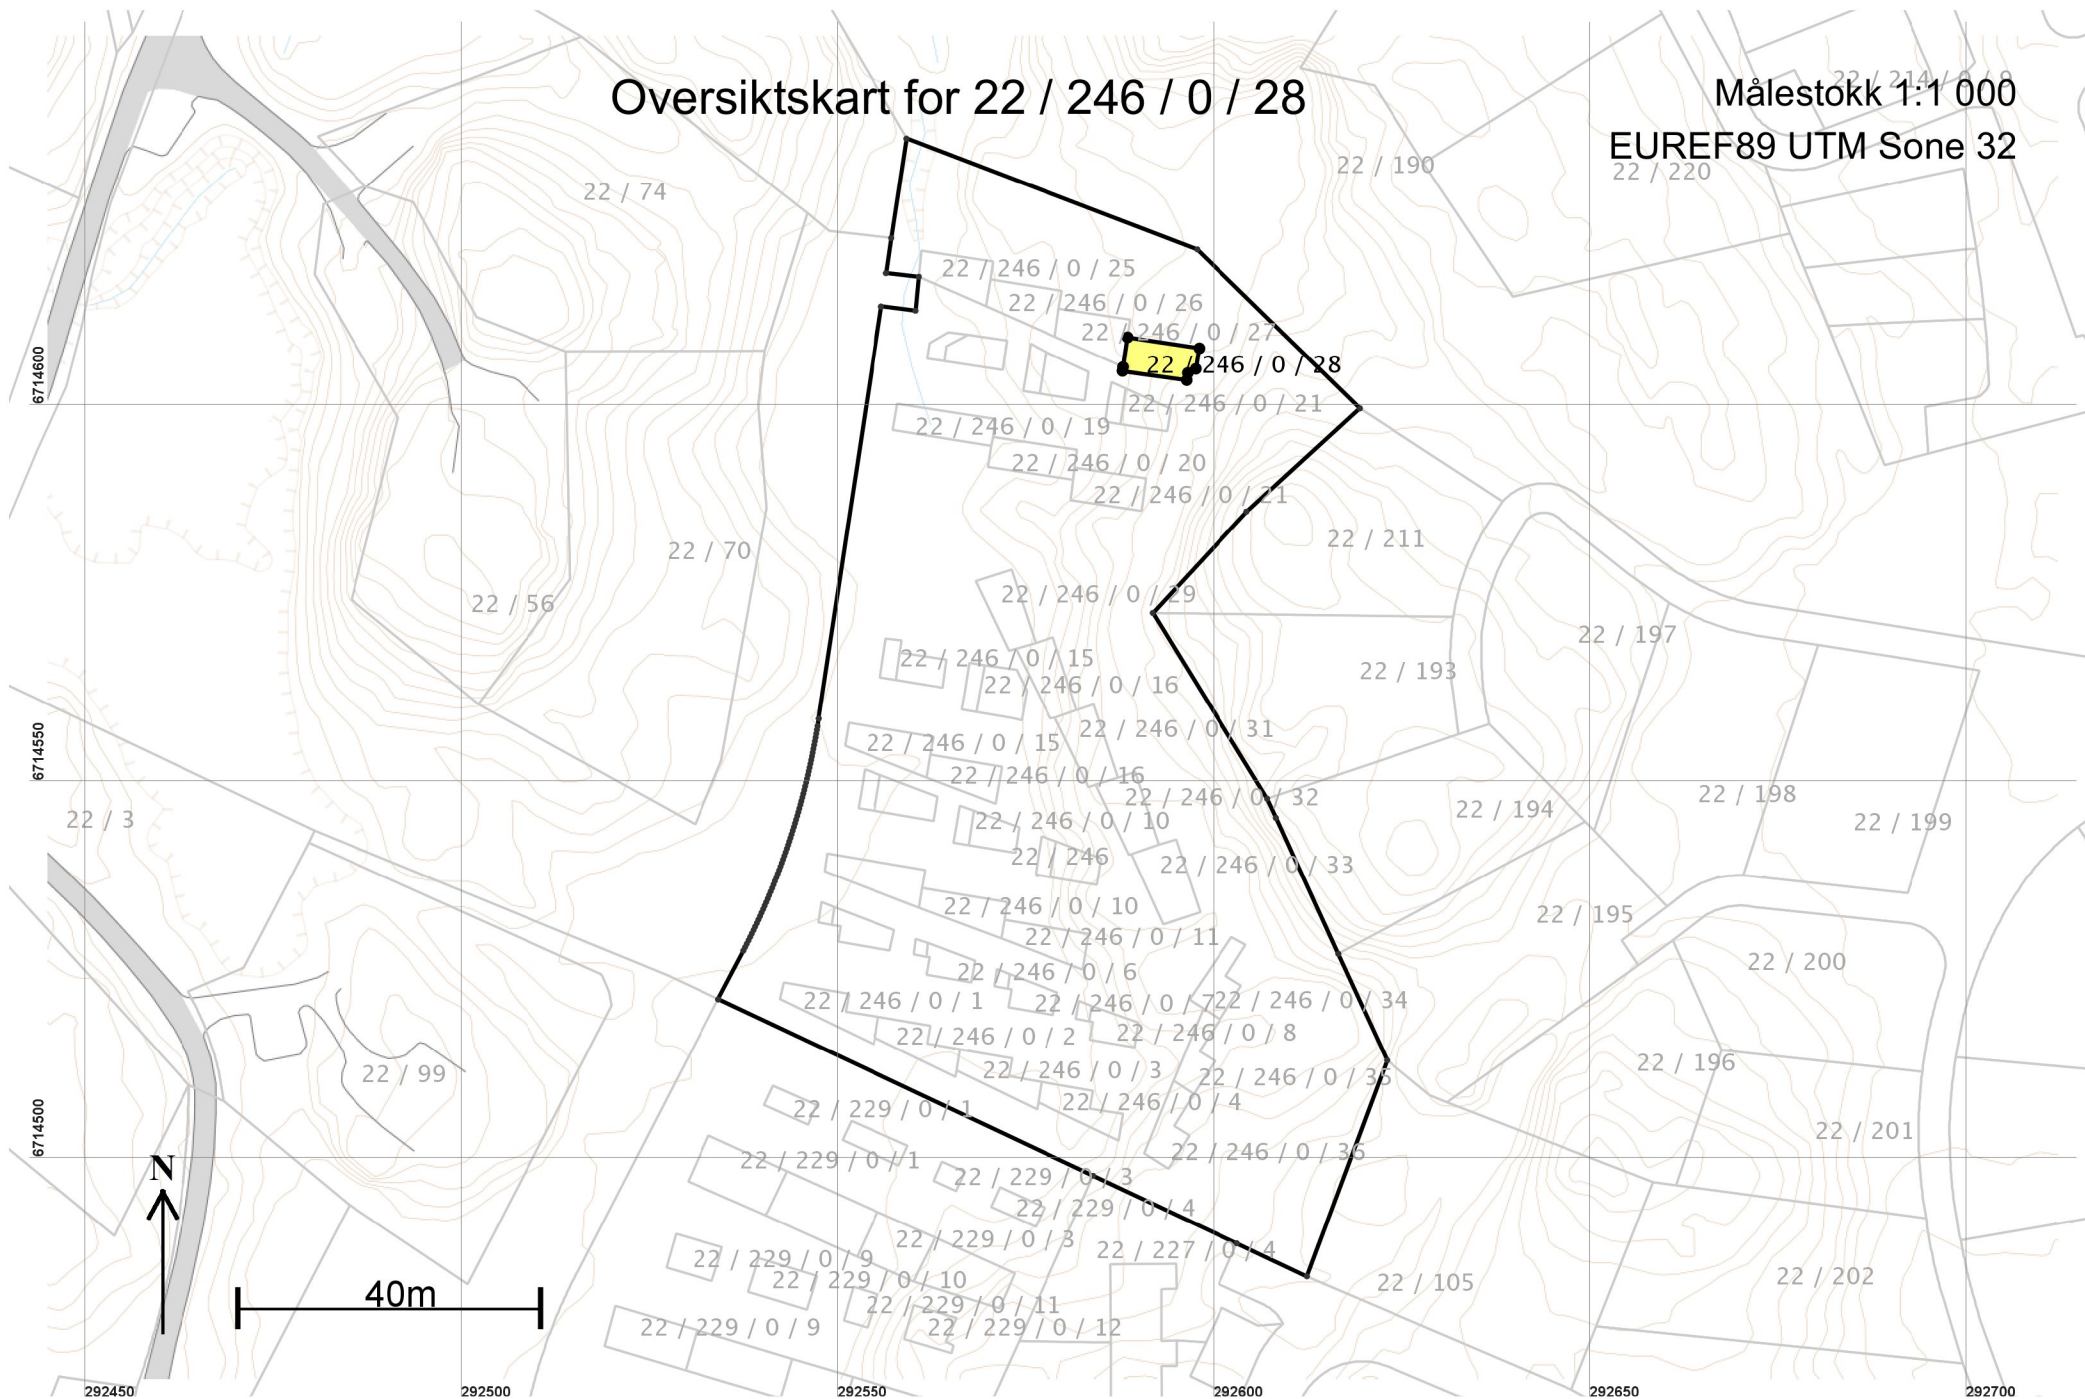 Oversiktskart for 22 / 246 / 0 / 28
22 / 214 / 0 / 8
Målestokk 1:1 000
EUREF89 UTM Sone 32
22 / 190
22 / 220
22 / 74
22 / 246 / 0 / 25
22 / 246 / 0 / 26
22 / 246 / 0 / 27
22 / 246 / 0 / 28
6714600
22 / 246 / 0 / 21
22 / 246 / 0 / 19
22 / 246 / 0 / 20
22 / 246 / 0 / 21
22 / 211
22 / 70
22 / 56
22 / 246 / 0 / 29
22 / 197
22 / 246 / 0 / 15
22 / 193
22 / 246 / 0 / 16
22 / 246 / 0 / 31
6714550
22 / 246 / 0 / 15
22 / 246 / 0 / 16
22 / 246 / 0 / 32
22 / 198
22 / 194
22 / 3
22 / 246 / 0 / 10
22 / 199
22 / 246
22 / 246 / 0 / 33
22 / 246 / 0 / 10
22 / 195
22 / 246 / 0 / 11
22 / 200
22 / 246 / 0 / 6
22 / 246 / 0 / 1
22 / 246 / 0 / 7
22 / 246 / 0 / 34
22 / 246 / 0 / 2
22 / 246 / 0 / 8
22 / 196
22 / 246 / 0 / 3
22 / 99
22 / 246 / 0 / 35
22 / 246 / 0 / 4
22 / 229 / 0 / 1
6714500
22 / 201
22 / 246 / 0 / 36
22 / 229 / 0 / 1
N
22 / 229 / 0 / 3
22 / 229 / 0 / 4
22 / 229 / 0 / 3
22 / 227 / 0 / 4
22 / 229 / 0 / 9
22 / 229 / 0 / 10
22 / 105
22 / 202
40m
22 / 229 / 0 / 11
22 / 229 / 0 / 9
22 / 229 / 0 / 12
292450
292500
292550
292600
292650
292700